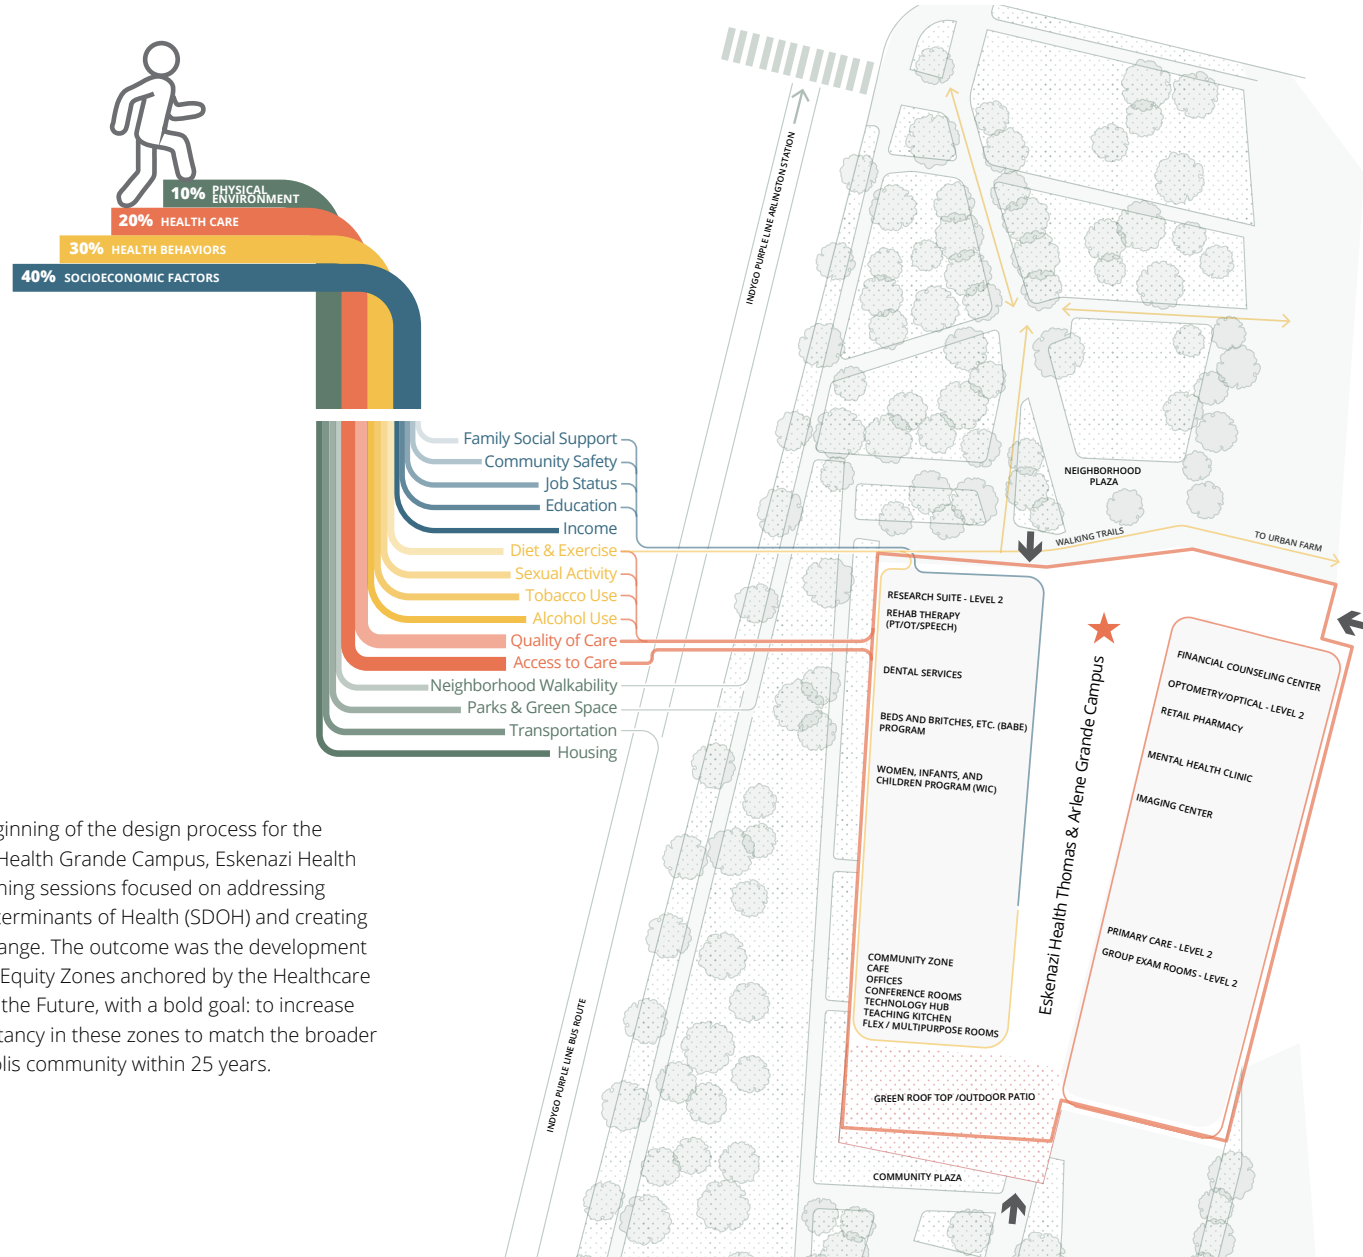 10% PHYSICAL
ENVIRONMENT
20% HEALTH CARE
30% HEALTH BEHAVIORS
40% SOCIOECONOMIC FACTORS
Family Social Support
Community Safety
Job Status
Education
Income
Diet & Exercise
Sexual Activity
Tobacco Use
Alcohol Use
Quality of Care
Access to Care
Neighborhood Walkability
Parks & Green Space
Transportation
Housing
ginning of the design process for the
Health Grande Campus, Eskenazi Health
ning sessions focused on addressing
terminants of Health (SDOH) and creating
ange. The outcome was the development
Equity Zones anchored by the Healthcare
the Future, with a bold goal: to increase
tancy in these zones to match the broader
olis community within 25 years.
INDYGO PURPLE LINE ARLINGTON STATION
INDYGO PURPLE LINE BUS ROUTE
NEIGHBORHOOD
PLAZA
WALKING TRAILS
TO URBAN FARM
RESEARCH SUITE - LEVEL 2
REHAB THERAPY
(PT/OT/SPEECH)
DENTAL SERVICES
BEDS AND BRITCHES, ETC. (BABE)
PROGRAM
WOMEN, INFANTS, AND
CHILDREN PROGRAM (WIC)
COMMUNITY ZONE
CAFE
OFFICES
CONFERENCE ROOMS
TECHNOLOGY HUB
TEACHING KITCHEN
FLEX / MULTIPURPOSE ROOMS
GREEN ROOF TOP /OUTDOOR PATIO
COMMUNITY PLAZA
Eskenazi Health Thomas & Arlene Grande Campus
FINANCIAL COUNSELING CENTER
OPTOMETRY/OPTICAL - LEVEL 2
RETAIL PHARMACY
MENTAL HEALTH CLINIC
IMAGING CENTER
PRIMARY CARE - LEVEL 2
GROUP EXAM ROOMS - LEVEL 2